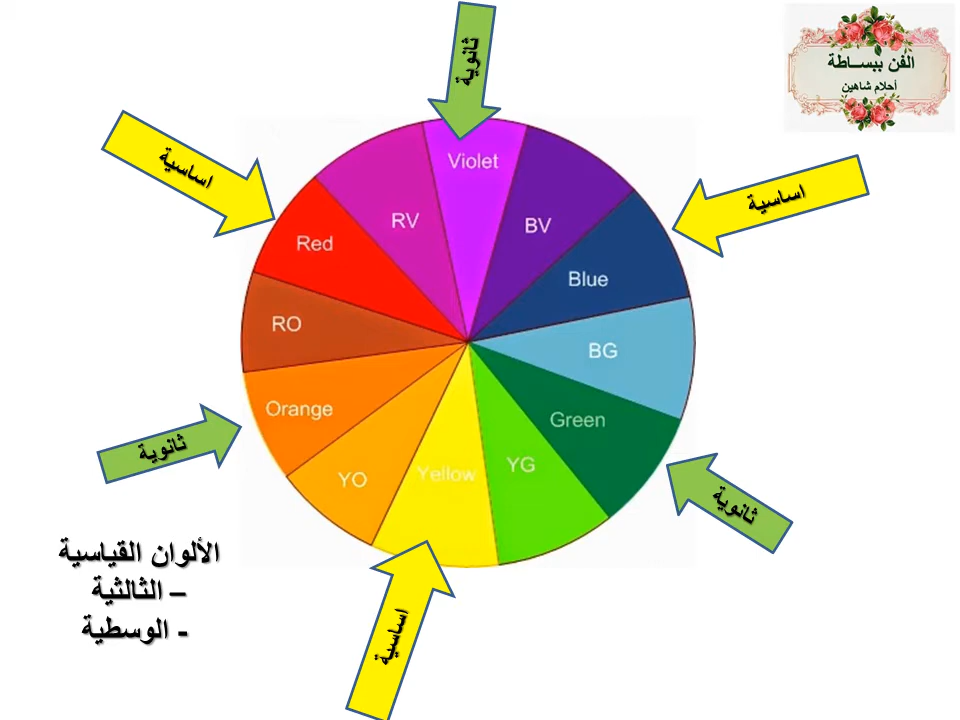 الفن ببســاطة
أحلام شاهين
ثانوية
اساسية
اساسية
Violet
RV
BV
Red
Blue
RO
BG
Orange
Green
YO
Yellow
YG
ثانوية
ثانوية
اساسية
الألوان القياسية
– الثالثية
- الوسطية